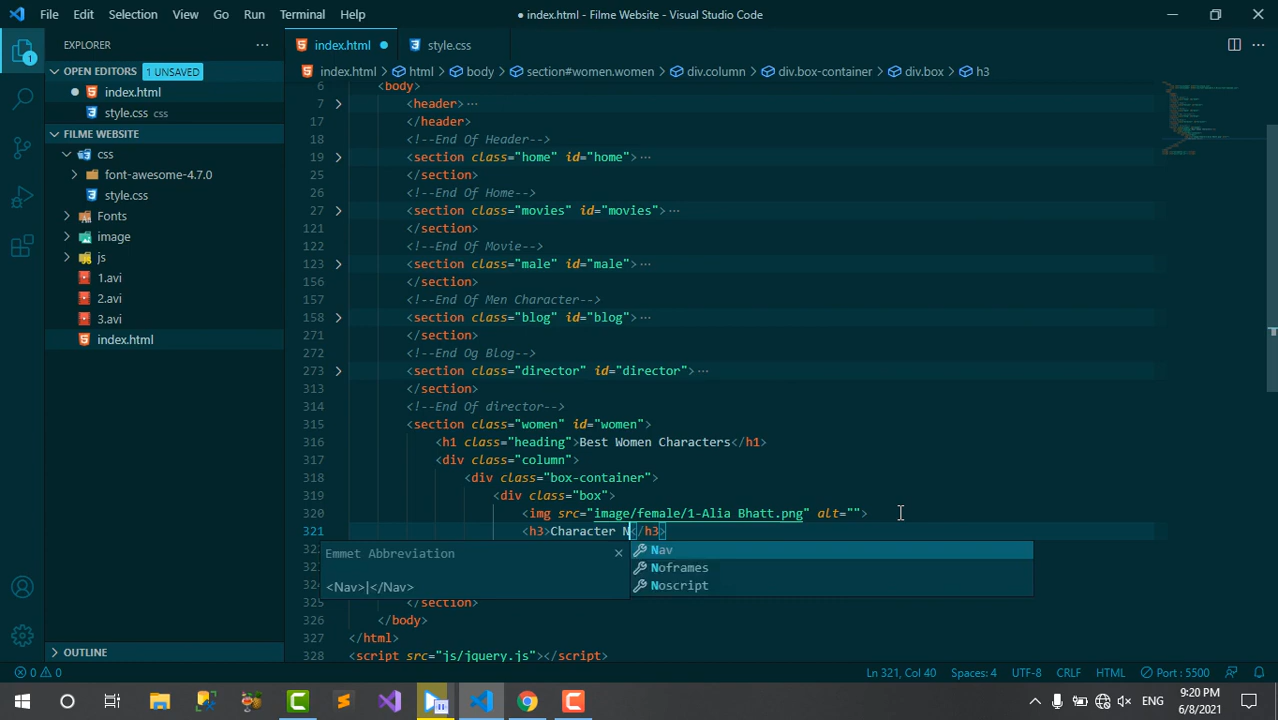 File Edit Selection View Go Run Terminal Help
● index.html - Filme Website - Visual Studio Code
EXPLORER
OPEN EDITORS 1 UNSAVED
index.html
style.css css
FILME WEBSITE
css
font-awesome-4.7.0
style.css
Fonts
image
js
1.avi
2.avi
3.avi
index.html
OUTLINE
index.html ● style.css
index.html > html > body > section#women.women > div.column > div.box-container > div.box > h3
6 <body>
7 <header>···
17 </header>
18 <!--End Of Header-->
19 <section class="home" id="home">···
25 </section>
26 <!--End Of Home-->
27 <section class="movies" id="movies">···
121 </section>
122 <!--End Of Movie-->
123 <section class="male" id="male">···
156 </section>
157 <!--End Of Men Character-->
158 <section class="blog" id="blog">···
271 </section>
272 <!--End Og Blog-->
273 <section class="director" id="director">···
313 </section>
314 <!--End Of director-->
315 <section class="women" id="women">
316 <h1 class="heading">Best Women Characters</h1>
317 <div class="column">
318 <div class="box-container">
319 <div class="box">
320 <img src="image/female/1-Alia Bhatt.png" alt="">
321 <h3>Character N</h3>
Emmet Abbreviation
<Nav>|</Nav>
Nav
Noframes
Noscript
325 </section>
326 </body>
327 </html>
328 <script src="js/jquery.js"></script>
0 0
Ln 321, Col 40 Spaces: 4 UTF-8 CRLF HTML Port : 5500
ENG
9:20 PM
6/8/2021